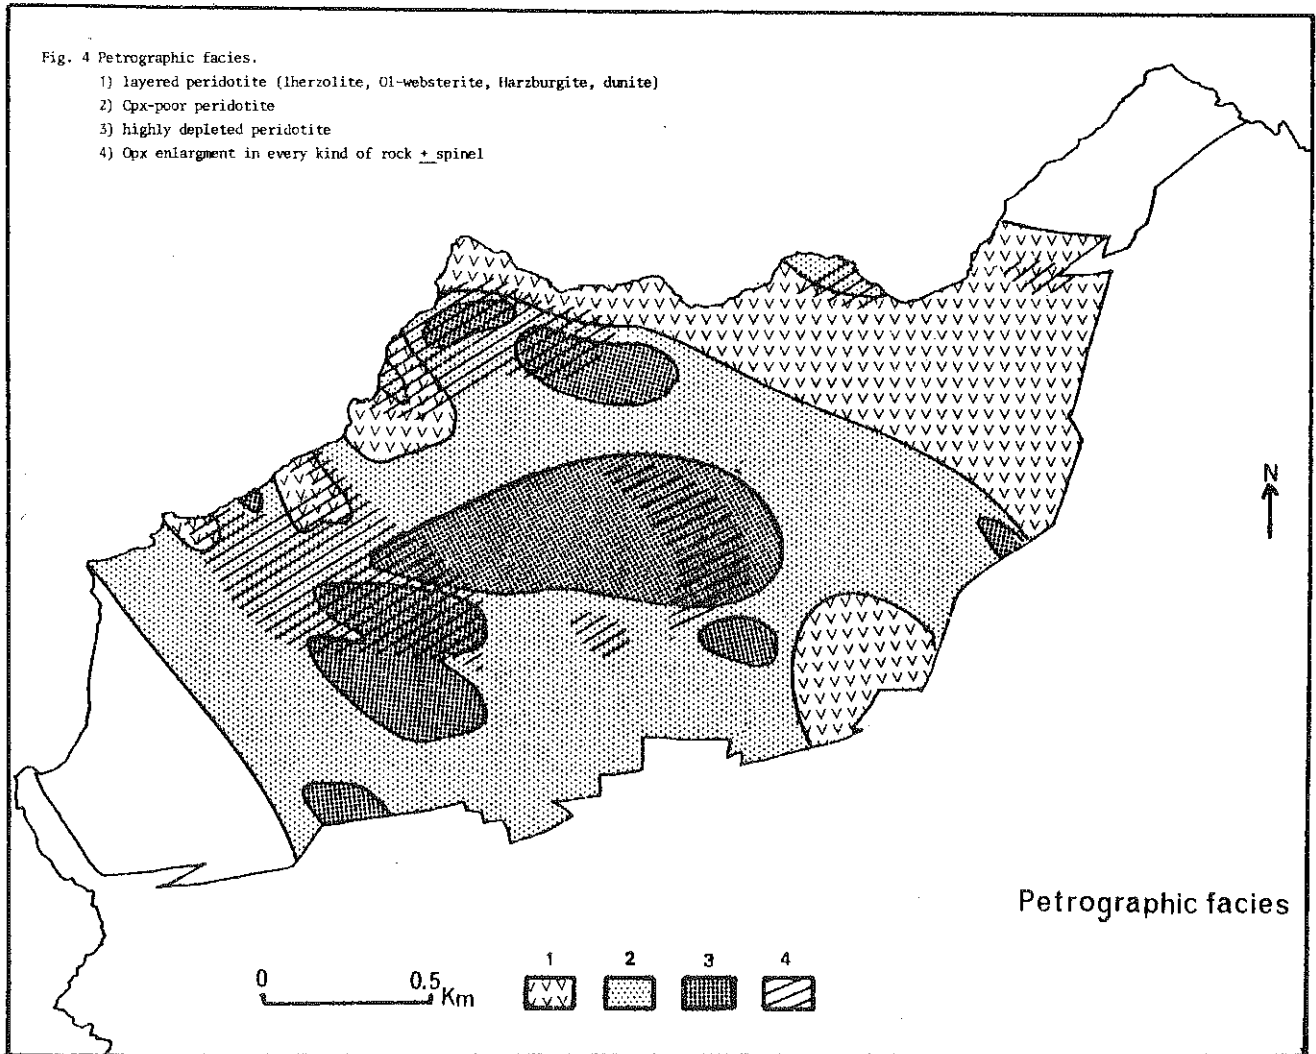 Fig. 4 Petrographic facies.
1) layered peridotite (lherzolite, Ol-websterite, Harzburgite, dunite)
2) Cpx-poor peridotite
3) highly depleted peridotite
4) Opx enlargment in every kind of rock ± spinel
N
Petrographic facies
0 0.5 Km
1 2 3 4